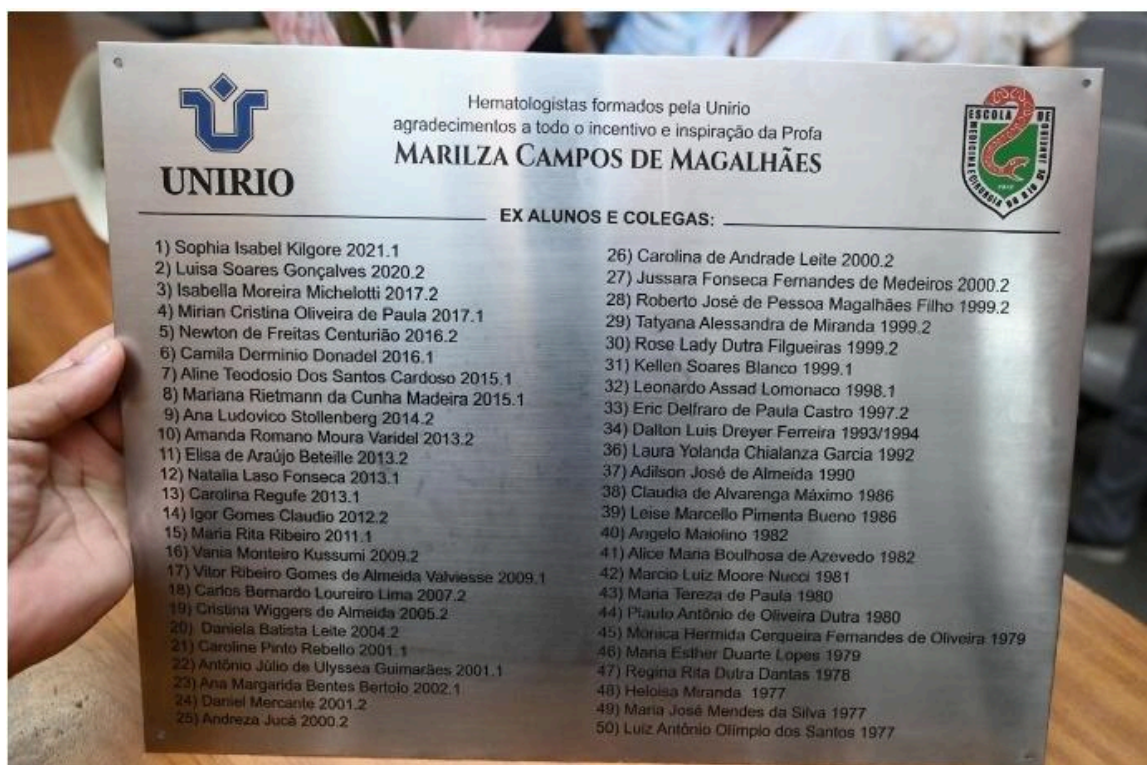 UNIRIO
Hematologistas formados pela Unirio
agradecimentos a todo o incentivo e inspiração da Profa
MARILZA CAMPOS DE MAGALHÃES
ESCOLA DE
MEDICINA E CIRURGIA DO RIO DE JANEIRO
1912
EX ALUNOS E COLEGAS:
1) Sophia Isabel Kilgore 2021.1
2) Luisa Soares Gonçalves 2020.2
3) Isabella Moreira Michelotti 2017.2
4) Mirian Cristina Oliveira de Paula 2017.1
5) Newton de Freitas Centurião 2016.2
6) Camila Derminio Donadel 2016.1
7) Aline Teodosio Dos Santos Cardoso 2015.1
8) Mariana Rietmann da Cunha Madeira 2015.1
9) Ana Ludovico Stollenberg 2014.2
10) Amanda Romano Moura Varidel 2013.2
11) Elisa de Araújo Beteille 2013.2
12) Natalia Laso Fonseca 2013.1
13) Carolina Regufe 2013.1
14) Igor Gomes Claudio 2012.2
15) Maria Rita Ribeiro 2011.1
16) Vania Monteiro Kussumi 2009.2
17) Vitor Ribeiro Gomes de Almeida Valviesse 2009.1
18) Carlos Bernardo Loureiro Lima 2007.2
19) Cristina Wiggers de Almeida 2005.2
20) Daniela Batista Leite 2004.2
21) Caroline Pinto Rebello 2001.1
22) Antônio Júlio de Ulyssea Guimarães 2001.1
23) Ana Margarida Bentes Bertolo 2002.1
24) Daniel Mercante 2001.2
25) Andreza Jucá 2000.2
26) Carolina de Andrade Leite 2000.2
27) Jussara Fonseca Fernandes de Medeiros 2000.2
28) Roberto José de Pessoa Magalhães Filho 1999.2
29) Tatyana Alessandra de Miranda 1999.2
30) Rose Lady Dutra Filgueiras 1999.2
31) Kellen Soares Blanco 1999.1
32) Leonardo Assad Lomonaco 1998.1
33) Eric Delfraro de Paula Castro 1997.2
34) Dalton Luis Dreyer Ferreira 1993/1994
36) Laura Yolanda Chialanza Garcia 1992
37) Adilson José de Almeida 1990
38) Claudia de Alvarenga Máximo 1986
39) Leise Marcello Pimenta Bueno 1986
40) Angelo Maiolino 1982
41) Alice Maria Boulhosa de Azevedo 1982
42) Marcio Luiz Moore Nucci 1981
43) Maria Tereza de Paula 1980
44) Plauto Antônio de Oliveira Dutra 1980
45) Mônica Hermida Cerqueira Fernandes de Oliveira 1979
46) Maria Esther Duarte Lopes 1979
47) Regina Rita Dutra Dantas 1978
48) Heloisa Miranda 1977
49) Maria José Mendes da Silva 1977
50) Luiz Antônio Olímpio dos Santos 1977